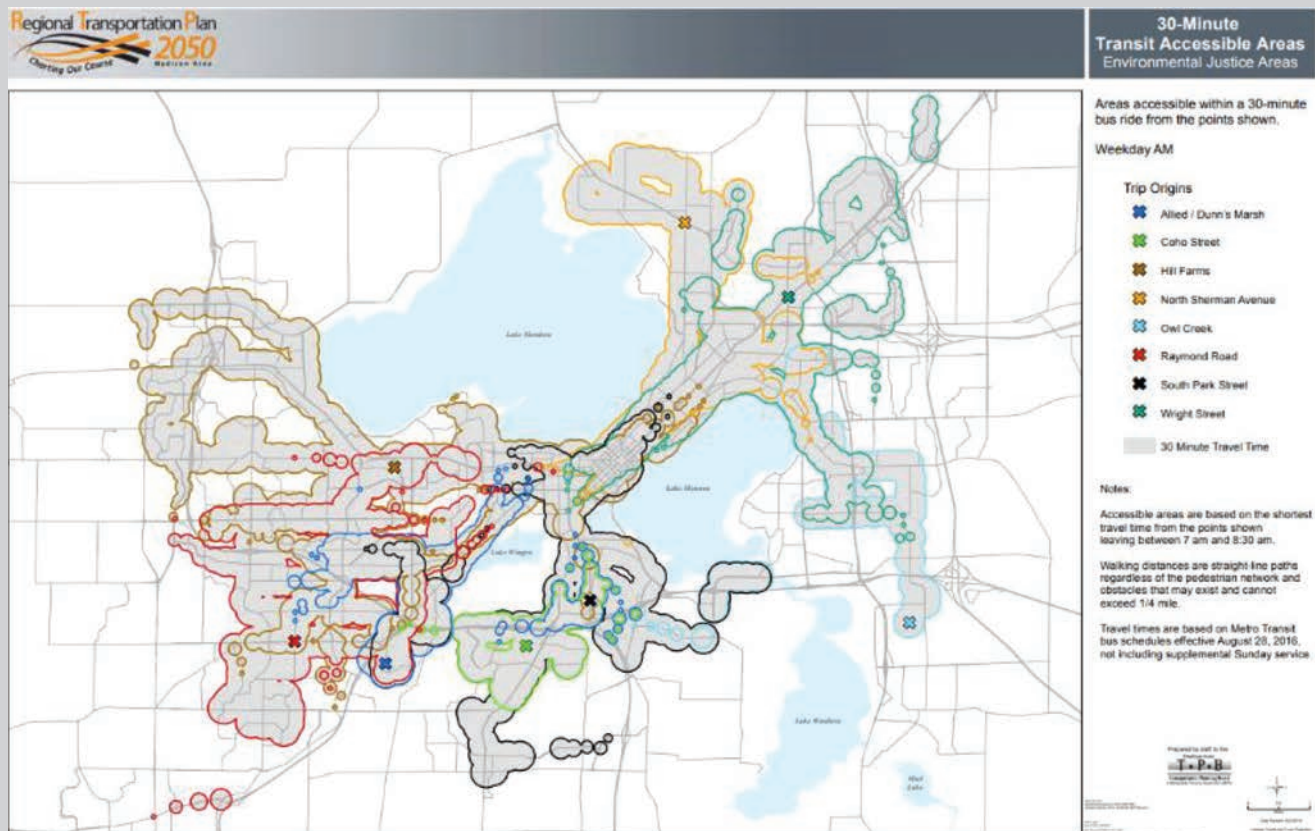 Regional Transportation Plan
2050
Charting Our Course
Madison Area
30-Minute
Transit Accessible Areas
Environmental Justice Areas
Areas accessible within a 30-minute
bus ride from the points shown.
Weekday AM
Trip Origins
Allied / Dunn's Marsh
Coho Street
Hill Farms
North Sherman Avenue
Owl Creek
Raymond Road
South Park Street
Wright Street
30 Minute Travel Time
Notes:
Accessible areas are based on the shortest
travel time from the points shown
leaving between 7 am and 8:30 am.
Walking distances are straight-line paths
regardless of the pedestrian network and
obstacles that may exist and cannot
exceed 1/4 mile.
Travel times are based on Metro Transit
bus schedules effective August 28, 2016,
not including supplemental Sunday service
Lake Mendota
Lake Monona
Lake Wingra
Lake Waubesa
Mud
Lake
Prepared by staff to the
T•P•B